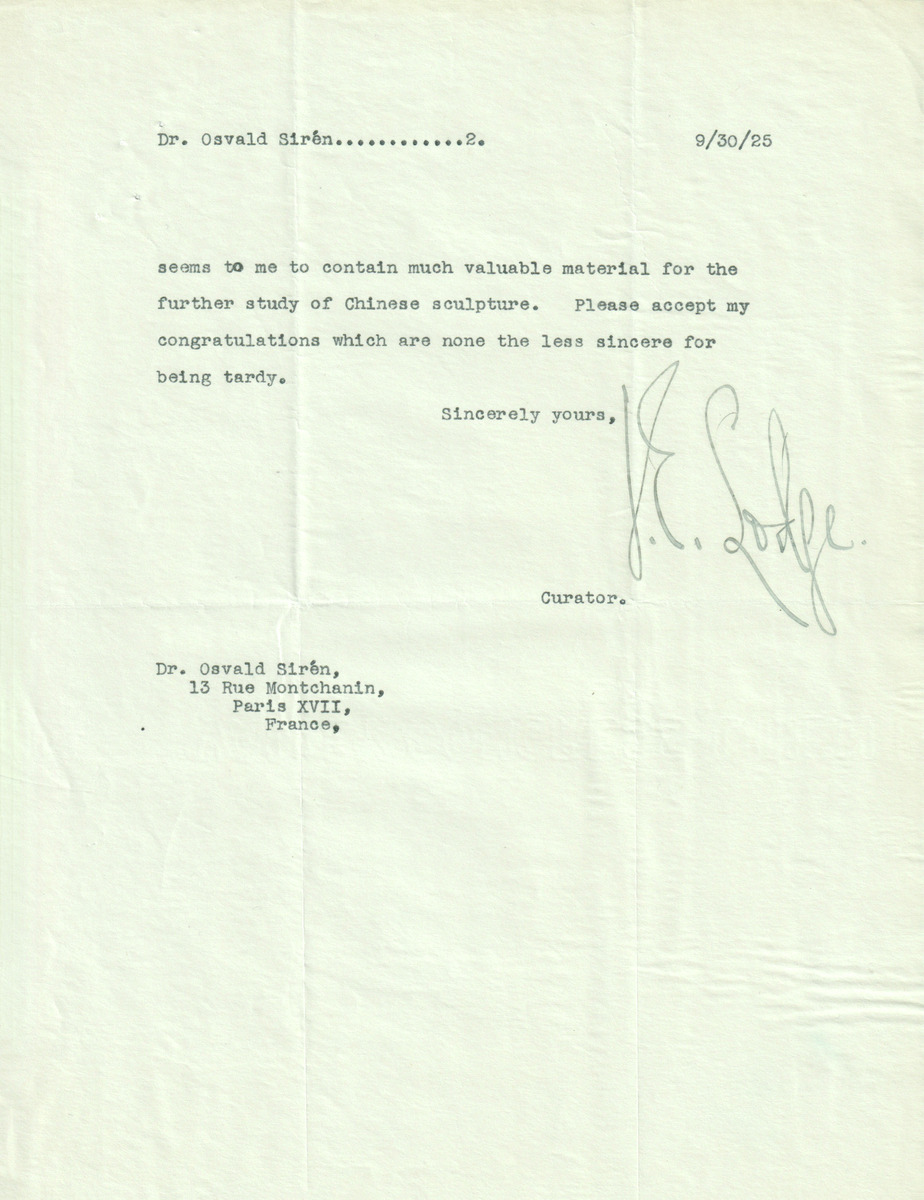 Dr. Osvald Sirén............2. 9/30/25
seems to me to contain much valuable material for the
further study of Chinese sculpture. Please accept my
congratulations which are none the less sincere for
being tardy.
Sincerely yours,
J.E. Lodge.
Curator.
Dr. Osvald Sirén,
13 Rue Montchanin,
Paris XVII,
France,